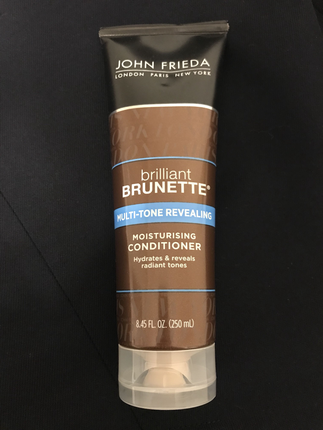 JOHN FRIEDA
LONDON PARIS NEW YORK
brilliant
BRUNETTE®
MULTI-TONE REVEALING
MOISTURISING
CONDITIONER
Hydrates & reveals
radiant tones
8.45 FL. OZ. (250 mL)